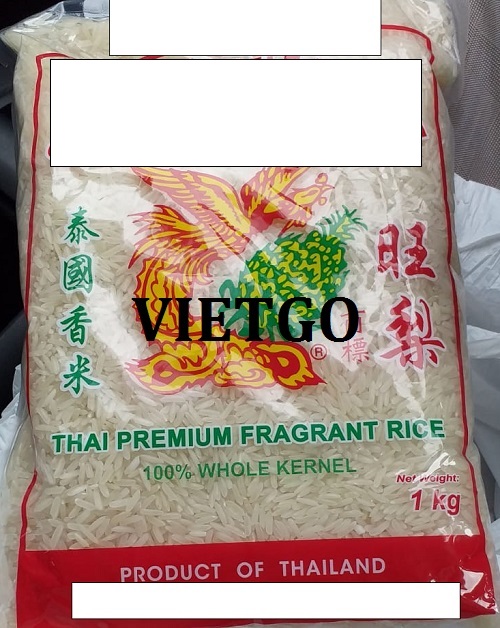 泰國香米
旺梨
標
VIETGO
®
THAI PREMIUM FRAGRANT RICE
100% WHOLE KERNEL
Net Weight:
1 kg
PRODUCT OF THAILAND